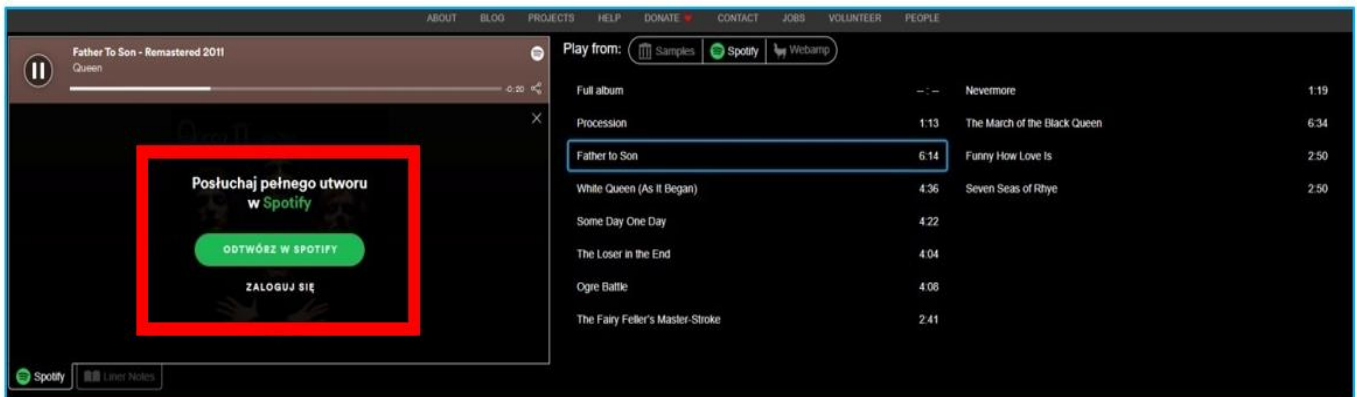 ABOUT BLOG PROJECTS HELP DONATE CONTACT JOBS VOLUNTEER PEOPLE
Father To Son - Remastered 2011
Queen
-0:20
Posłuchaj pełnego utworu
w Spotify
ODTWÓRZ W SPOTIFY
ZALOGUJ SIĘ
Spotify Liner Notes
Play from: Samples Spotify Webamp
Full album --:--
Procession 1:13
Father to Son 6:14
White Queen (As It Began) 4:36
Some Day One Day 4:22
The Loser in the End 4:04
Ogre Battle 4:08
The Fairy Feller's Master-Stroke 2:41
Nevermore 1:19
The March of the Black Queen 6:34
Funny How Love Is 2:50
Seven Seas of Rhye 2:50